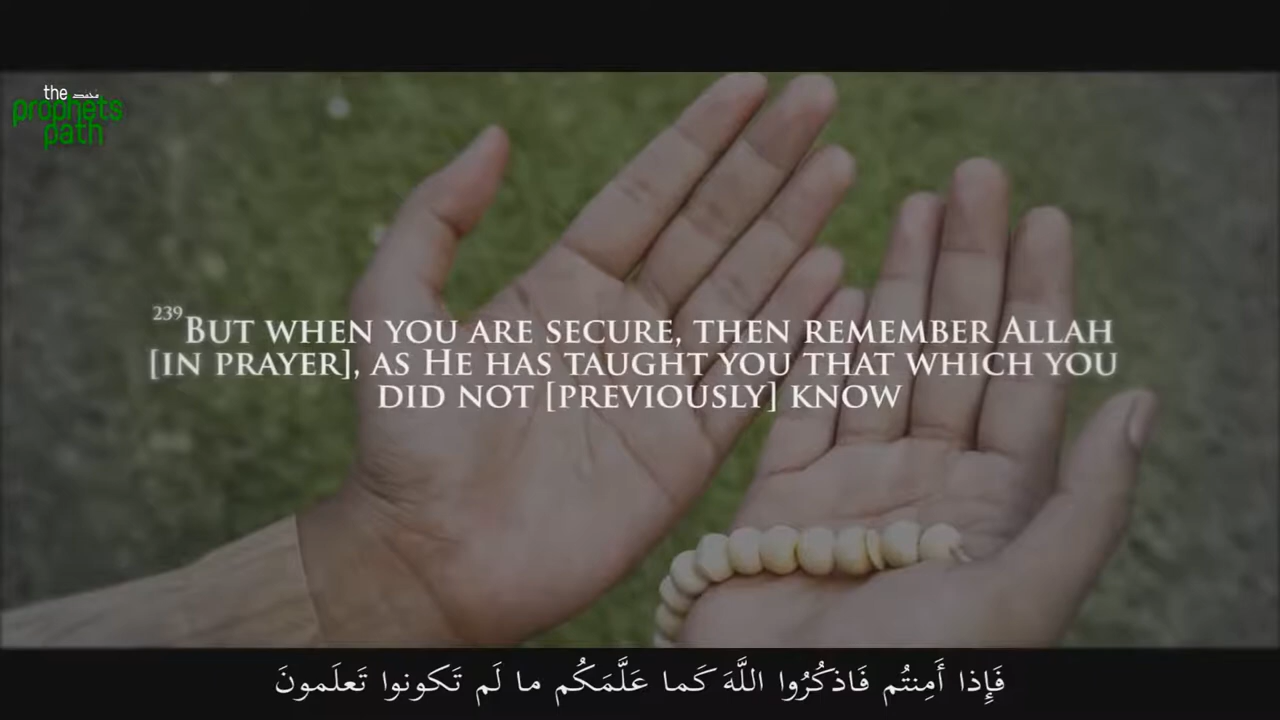 the
prophets
path
239 BUT WHEN YOU ARE SECURE, THEN REMEMBER ALLAH
[IN PRAYER], AS HE HAS TAUGHT YOU THAT WHICH YOU
DID NOT [PREVIOUSLY] KNOW
فَإِذا أَمِنتُم فَاذكُرُوا اللَّهَ كَما عَلَّمَكُم ما لَم تَكونوا تَعلَمونَ